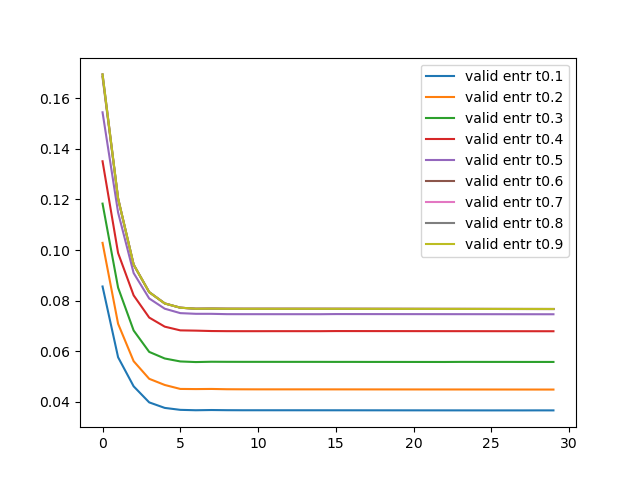 valid entr t0.1
valid entr t0.2
valid entr t0.3
valid entr t0.4
valid entr t0.5
valid entr t0.6
valid entr t0.7
valid entr t0.8
valid entr t0.9
0.16
0.14
0.12
0.10
0.08
0.06
0.04
0 5 10 15 20 25 30